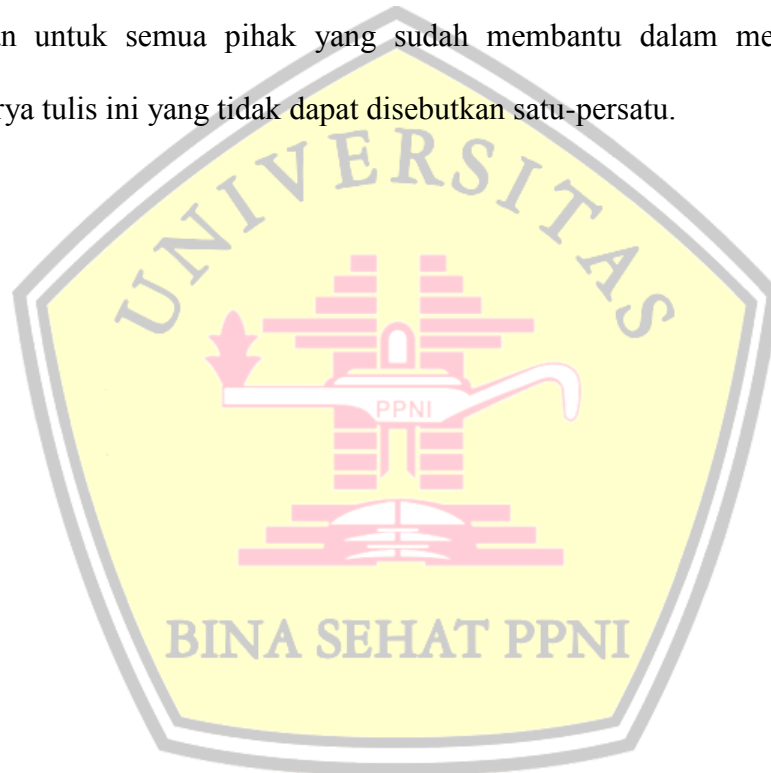 an untuk semua pihak yang sudah membantu dalam me
rya tulis ini yang tidak dapat disebutkan satu-persatu.
UNIVERSITAS
PPNI
BINA SEHAT PPNI